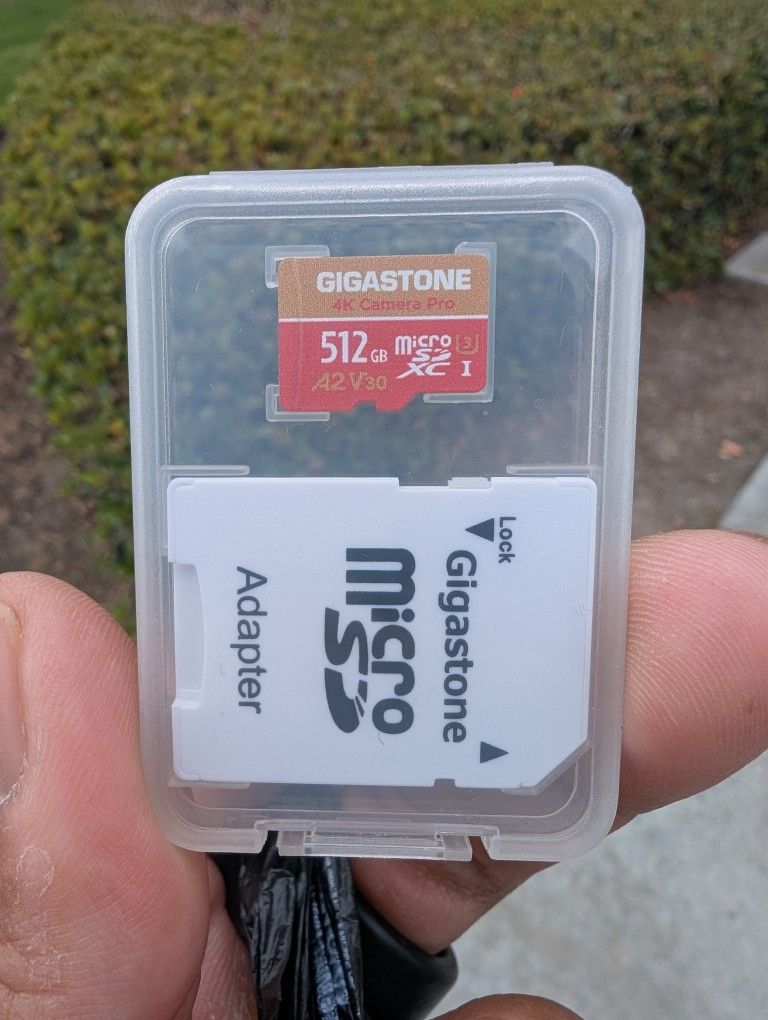 GIGASTONE
4K Camera Pro
512 GB micro SD XC I 3
A2 V30
Lock
Gigastone
micro SD
Adapter